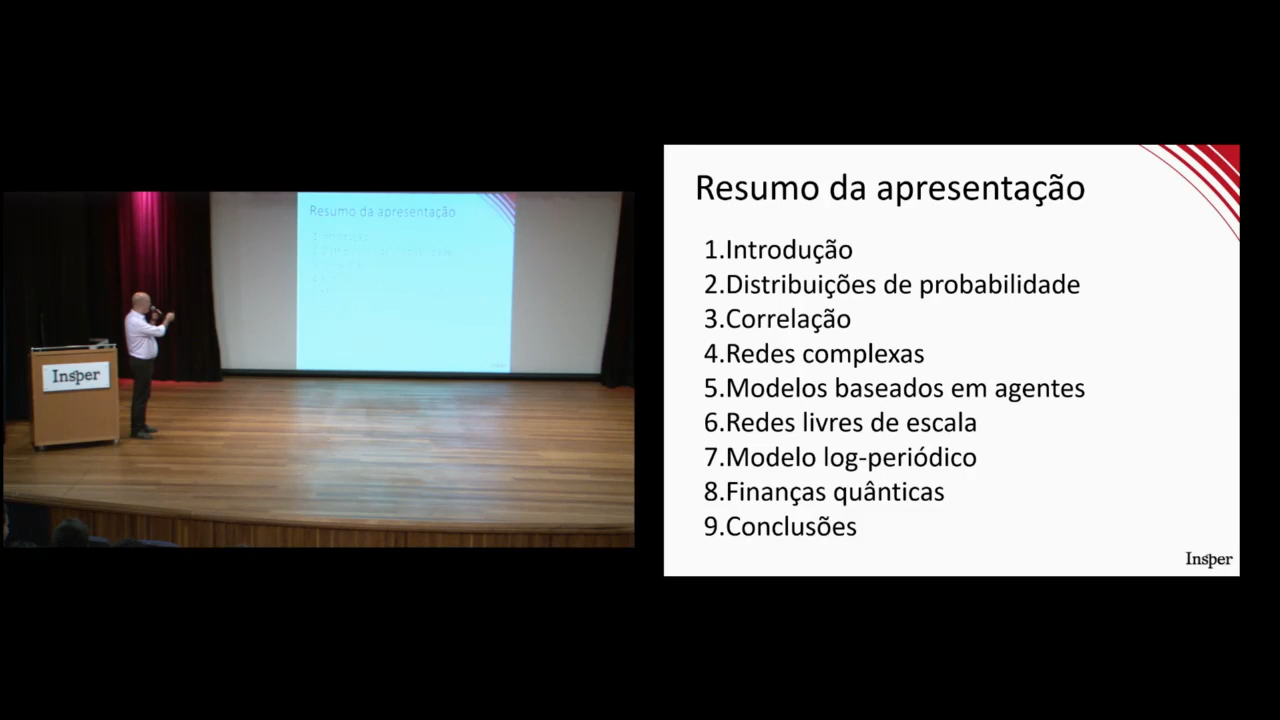 Resumo da apresentação
Insper
Resumo da apresentação
1.Introdução
2.Distribuições de probabilidade
3.Correlação
4.Redes complexas
5.Modelos baseados em agentes
6.Redes livres de escala
7.Modelo log-periódico
8.Finanças quânticas
9.Conclusões
Insper